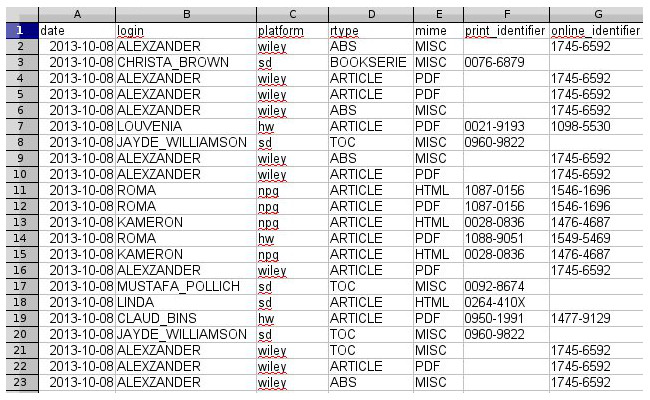 A B C D E F G
1 date login platform rtype mime print_identifier online_identifier
2 2013-10-08 ALEXZANDER wiley ABS MISC 1745-6592
3 2013-10-08 CHRISTA_BROWN sd BOOKSERIE MISC 0076-6879
4 2013-10-08 ALEXZANDER wiley ARTICLE PDF 1745-6592
5 2013-10-08 ALEXZANDER wiley ARTICLE PDF 1745-6592
6 2013-10-08 ALEXZANDER wiley ABS MISC 1745-6592
7 2013-10-08 LOUVENIA hw ARTICLE PDF 0021-9193 1098-5530
8 2013-10-08 JAYDE_WILLIAMSON sd TOC MISC 0960-9822
9 2013-10-08 ALEXZANDER wiley ABS MISC 1745-6592
10 2013-10-08 ALEXZANDER wiley ARTICLE PDF 1745-6592
11 2013-10-08 ROMA npg ARTICLE HTML 1087-0156 1546-1696
12 2013-10-08 ROMA npg ARTICLE PDF 1087-0156 1546-1696
13 2013-10-08 KAMERON npg ARTICLE HTML 0028-0836 1476-4687
14 2013-10-08 ROMA hw ARTICLE PDF 1088-9051 1549-5469
15 2013-10-08 KAMERON npg ARTICLE HTML 0028-0836 1476-4687
16 2013-10-08 ALEXZANDER wiley ARTICLE PDF 1745-6592
17 2013-10-08 MUSTAFA_POLLICH sd TOC MISC 0092-8674
18 2013-10-08 LINDA sd ARTICLE HTML 0264-410X
19 2013-10-08 CLAUD_BINS hw ARTICLE PDF 0950-1991 1477-9129
20 2013-10-08 JAYDE_WILLIAMSON sd TOC MISC 0960-9822
21 2013-10-08 ALEXZANDER wiley TOC MISC 1745-6592
22 2013-10-08 ALEXZANDER wiley ARTICLE PDF 1745-6592
23 2013-10-08 ALEXZANDER wiley ABS MISC 1745-6592